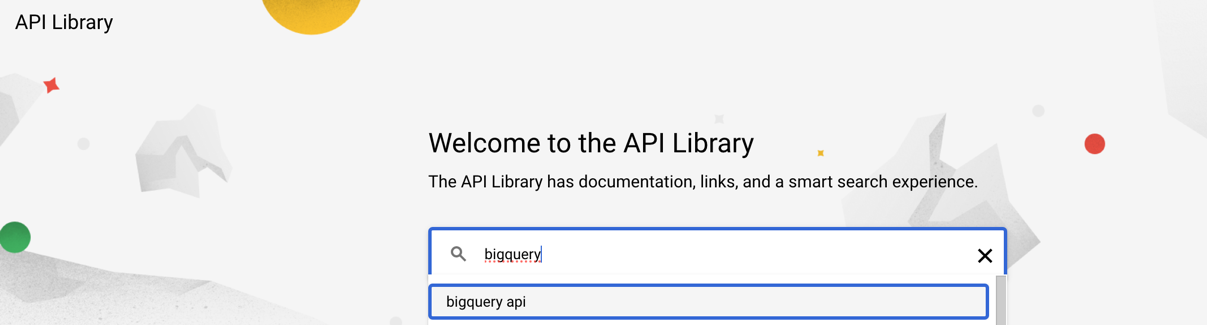 API Library
Welcome to the API Library
The API Library has documentation, links, and a smart search experience.
bigquery
bigquery api